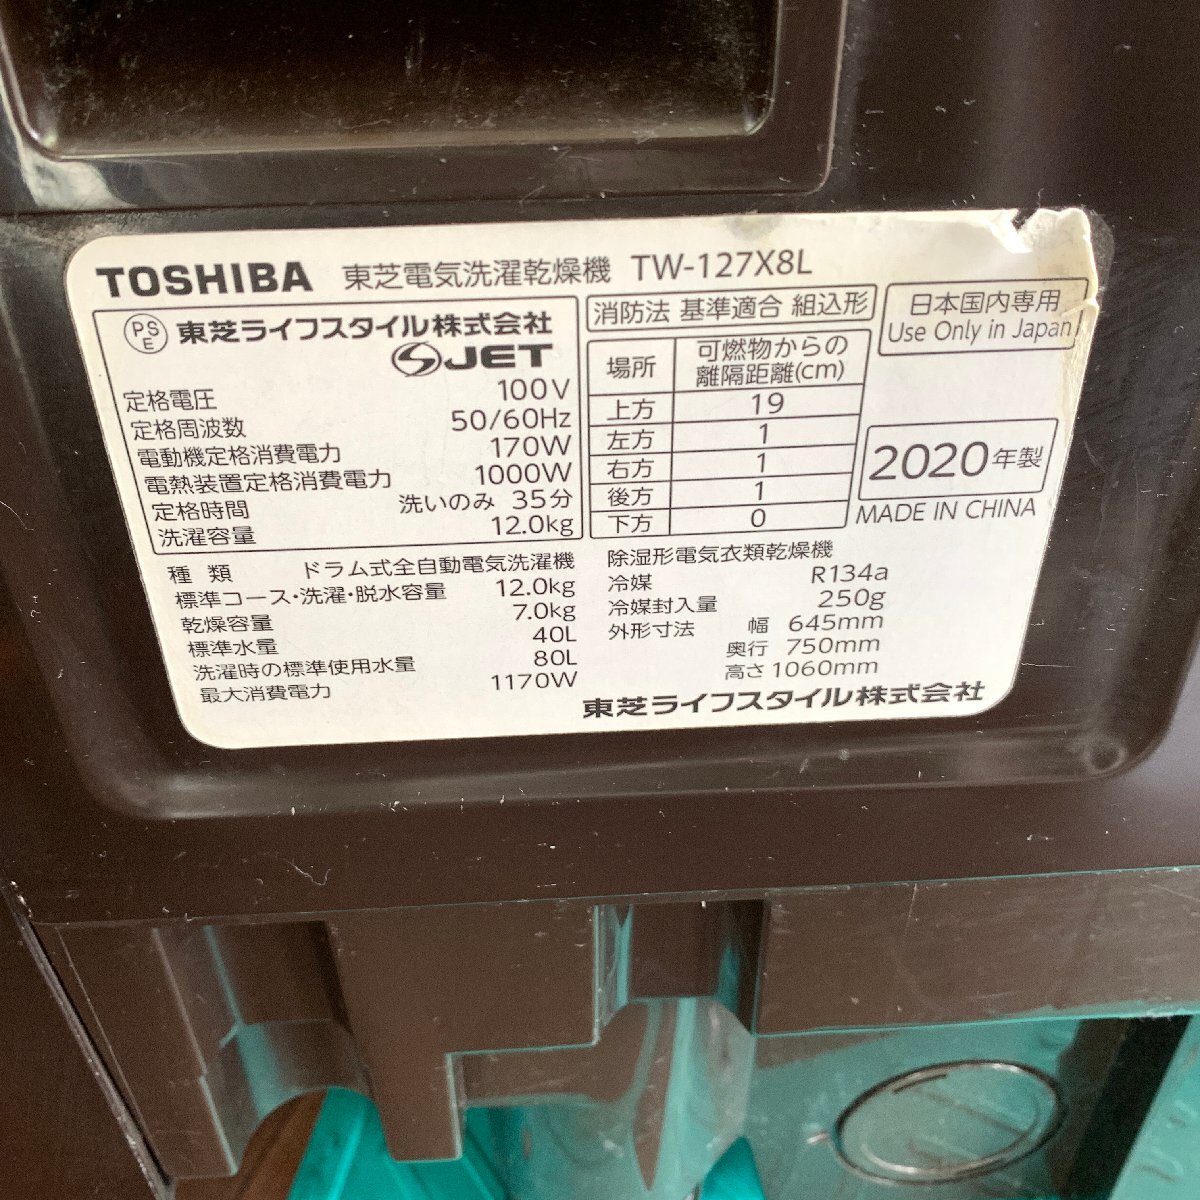 TOSHIBA 東芝電気洗濯乾燥機 TW-127X8L
PS E 東芝ライフスタイル株式会社
JET
定格電圧 100V
定格周波数 50/60Hz
電動機定格消費電力 170W
電熱装置定格消費電力 1000W
定格時間 洗いのみ 35分
洗濯容量 12.0kg
消防法 基準適合 組込形
場所 可燃物からの離隔距離(cm)
上方 19
左方 1
右方 1
後方 1
下方 0
日本国内専用
Use Only in Japan
2020年製
MADE IN CHINA
種類 ドラム式全自動電気洗濯機
標準コース・洗濯・脱水容量 12.0kg
乾燥容量 7.0kg
標準水量 40L
洗濯時の標準使用水量 80L
最大消費電力 1170W
除湿形電気衣類乾燥機
冷媒 R134a
冷媒封入量 250g
外形寸法 幅 645mm
奥行 750mm
高さ 1060mm
東芝ライフスタイル株式会社